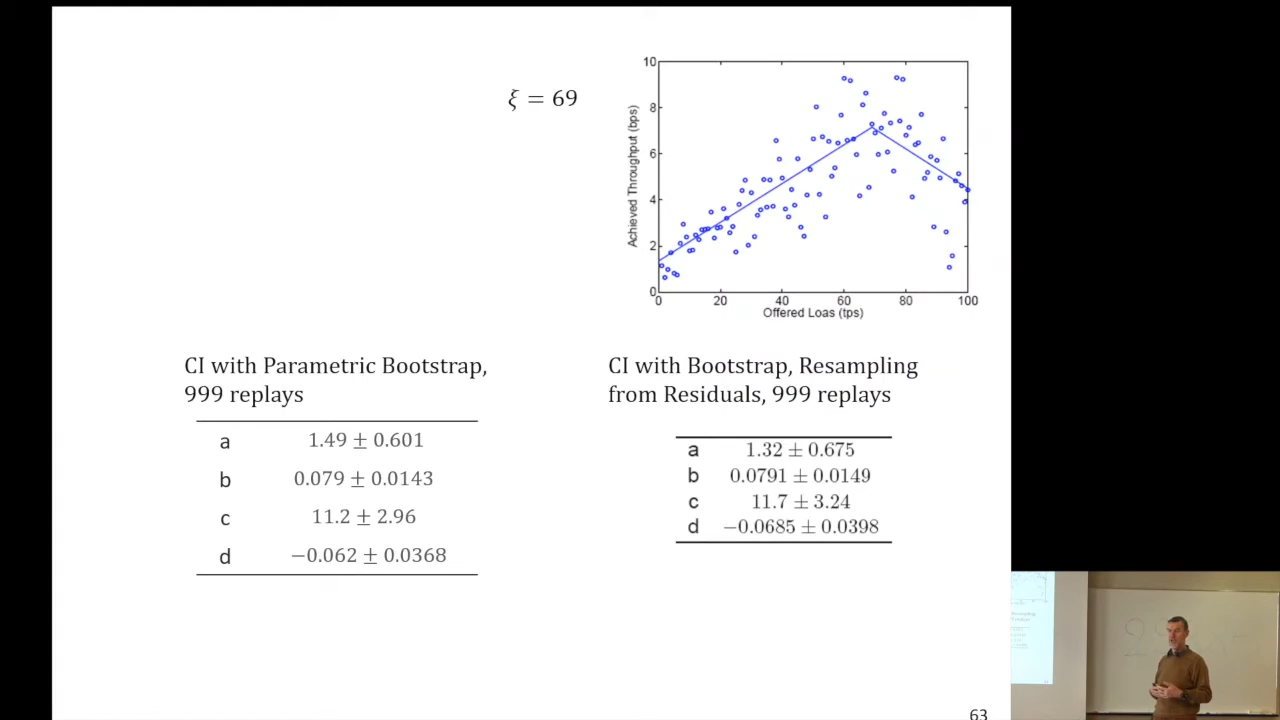 ξ = 69
10
8
6
4
2
0
Achieved Throughput (bps)
0 20 40 60 80 100
Offered Loas (tps)
CI with Parametric Bootstrap,
999 replays
a 1.49 ± 0.601
b 0.079 ± 0.0143
c 11.2 ± 2.96
d −0.062 ± 0.0368
CI with Bootstrap, Resampling
from Residuals, 999 replays
a 1.32 ± 0.675
b 0.0791 ± 0.0149
c 11.7 ± 3.24
d −0.0685 ± 0.0398
63